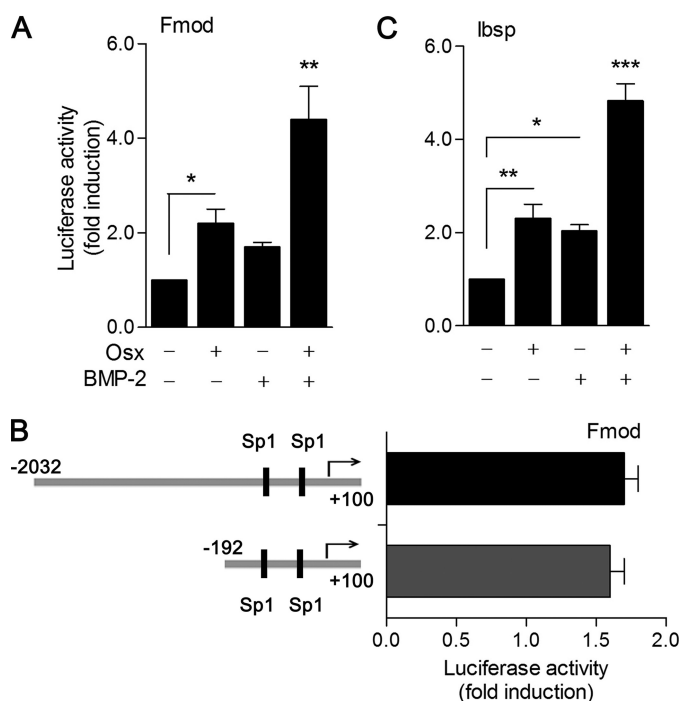 A
Fmod
Luciferase activity
(fold induction)
6.0
4.0
2.0
0.0
*
**
Osx − + − +
BMP-2 − − + +
C
Ibsp
6.0
4.0
2.0
0.0
**
*
***
− + − +
− − + +
B
Fmod
-2032
Sp1 Sp1
+100
-192
+100
Sp1 Sp1
0.0 0.5 1.0 1.5 2.0
Luciferase activity
(fold induction)